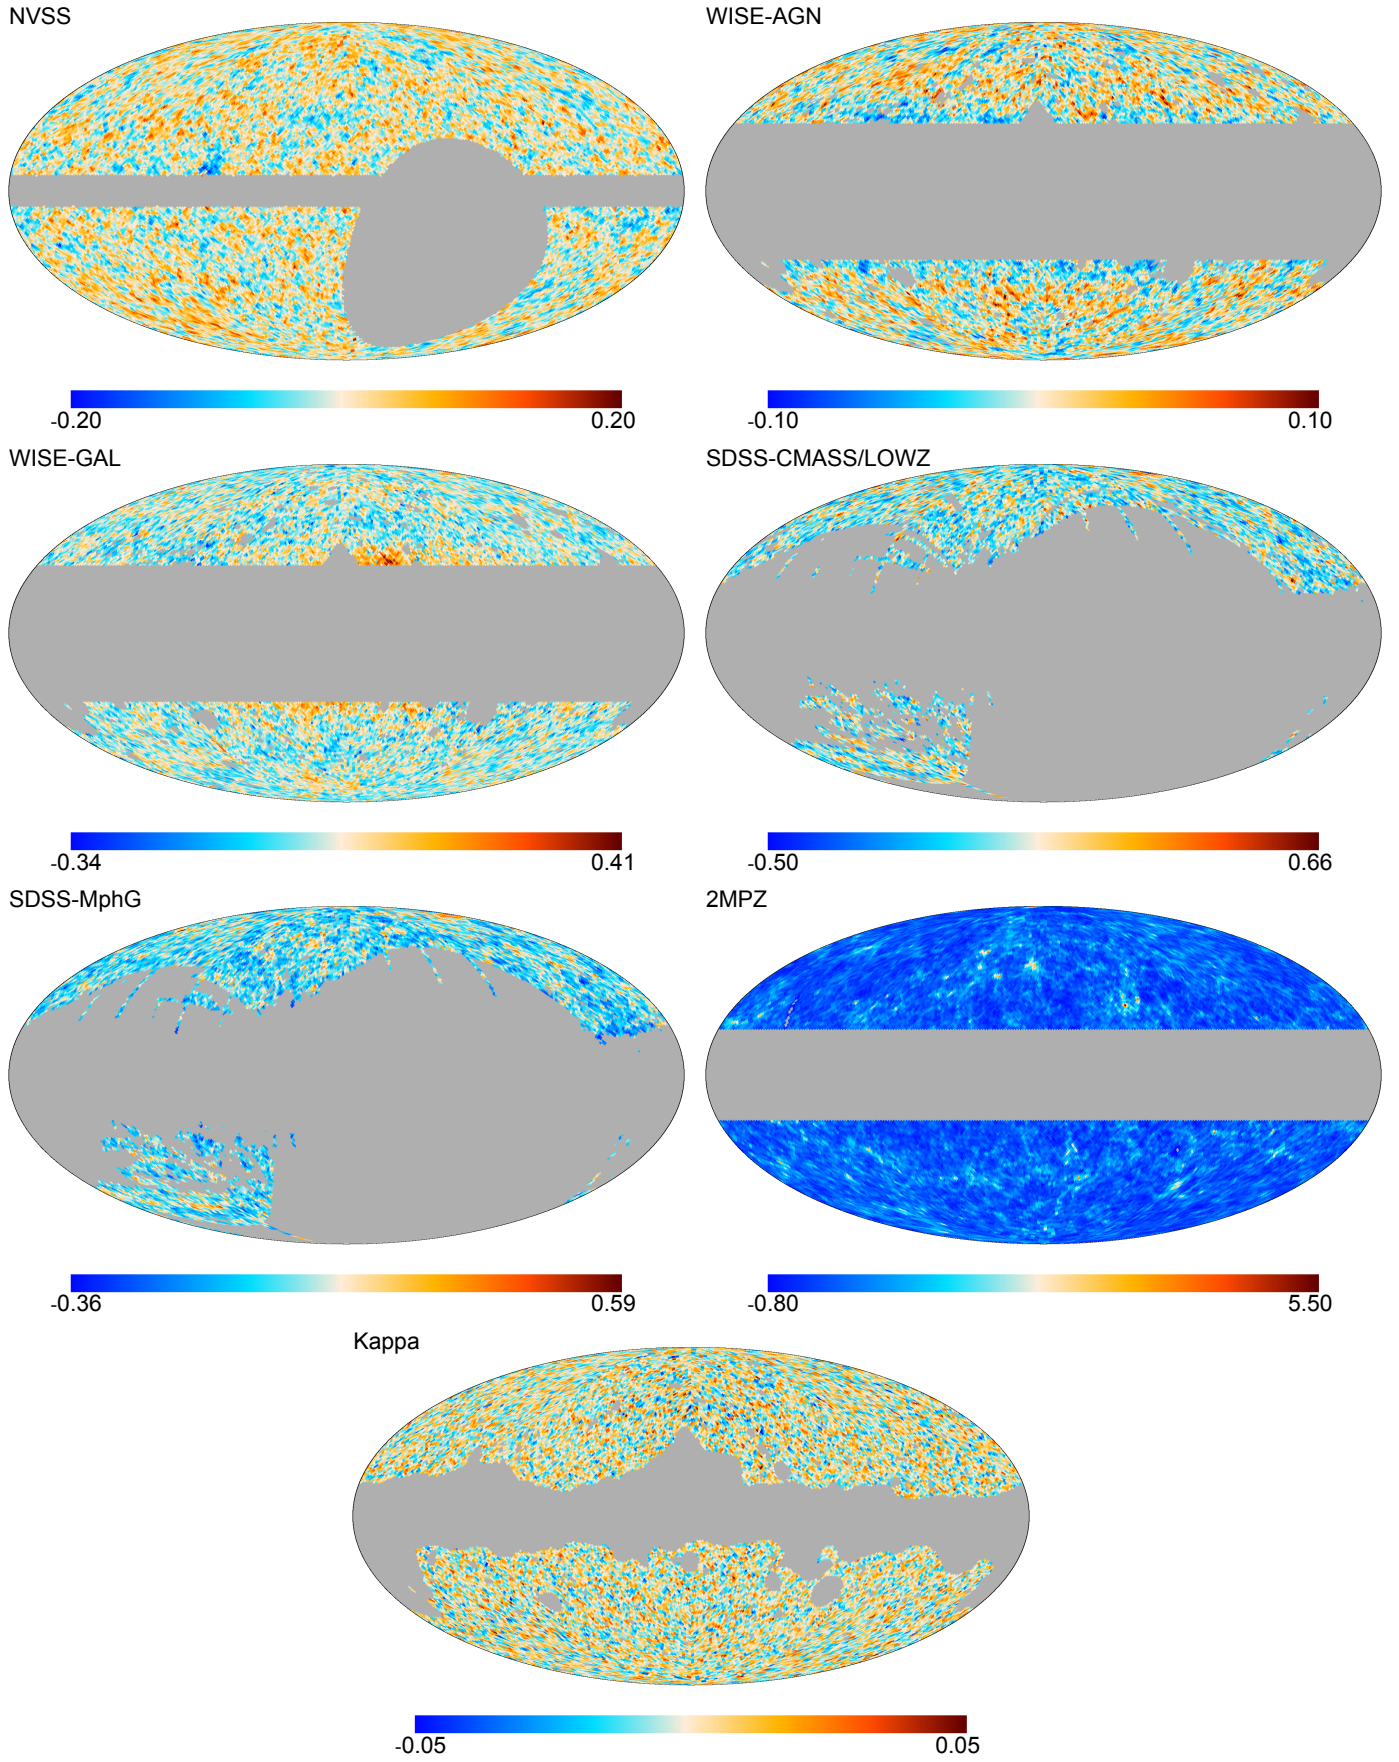 NVSS
WISE-AGN
-0.20 0.20
-0.10 0.10
WISE-GAL
SDSS-CMASS/LOWZ
-0.34 0.41
-0.50 0.66
SDSS-MphG
2MPZ
-0.36 0.59
-0.80 5.50
Kappa
-0.05 0.05